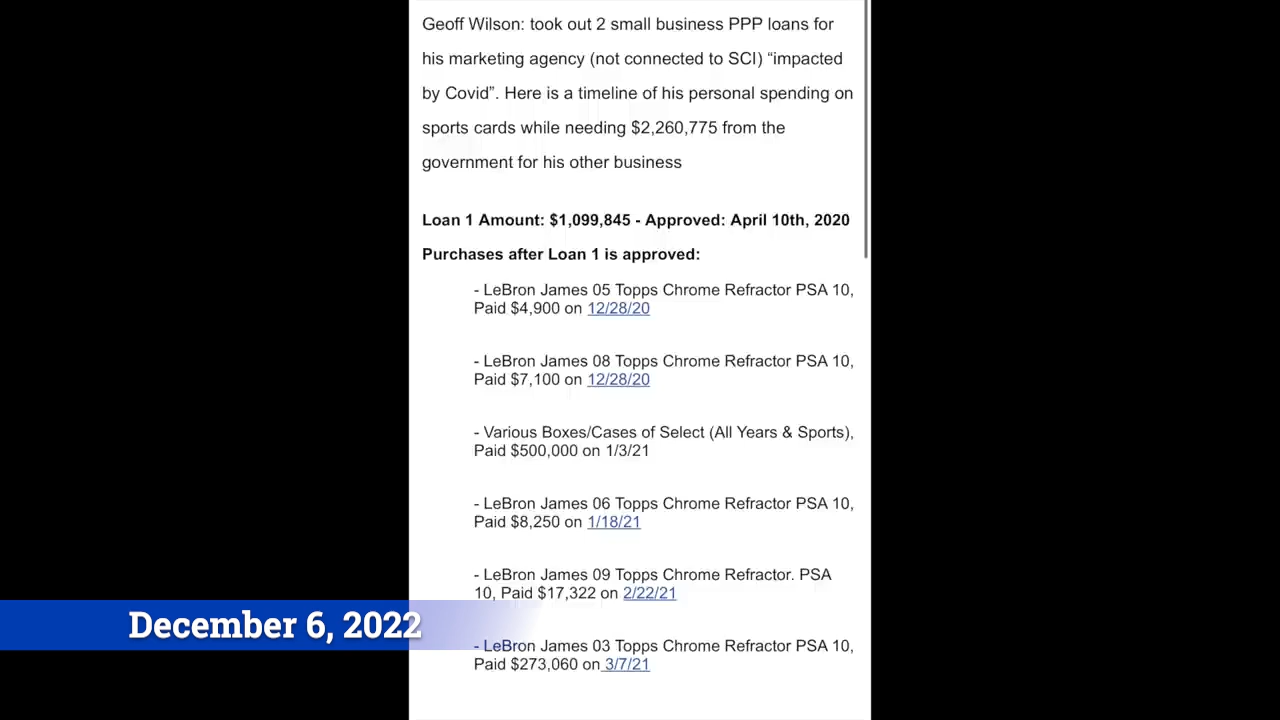 Geoff Wilson: took out 2 small business PPP loans for
his marketing agency (not connected to SCI) “impacted
by Covid”. Here is a timeline of his personal spending on
sports cards while needing $2,260,775 from the
government for his other business
Loan 1 Amount: $1,099,845 - Approved: April 10th, 2020
Purchases after Loan 1 is approved:
- LeBron James 05 Topps Chrome Refractor PSA 10,
Paid $4,900 on 12/28/20
- LeBron James 08 Topps Chrome Refractor PSA 10,
Paid $7,100 on 12/28/20
- Various Boxes/Cases of Select (All Years & Sports),
Paid $500,000 on 1/3/21
- LeBron James 06 Topps Chrome Refractor PSA 10,
Paid $8,250 on 1/18/21
- LeBron James 09 Topps Chrome Refractor. PSA
10, Paid $17,322 on 2/22/21
December 6, 2022
- LeBron James 03 Topps Chrome Refractor PSA 10,
Paid $273,060 on 3/7/21